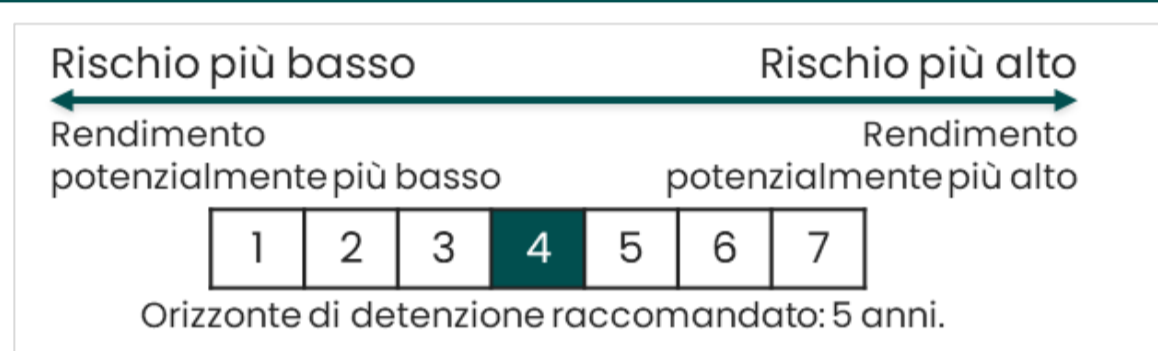 Rischio più basso Rischio più alto
Rendimento Rendimento
potenzialmente più basso potenzialmente più alto
1 2 3 4 5 6 7
Orizzonte di detenzione raccomandato: 5 anni.